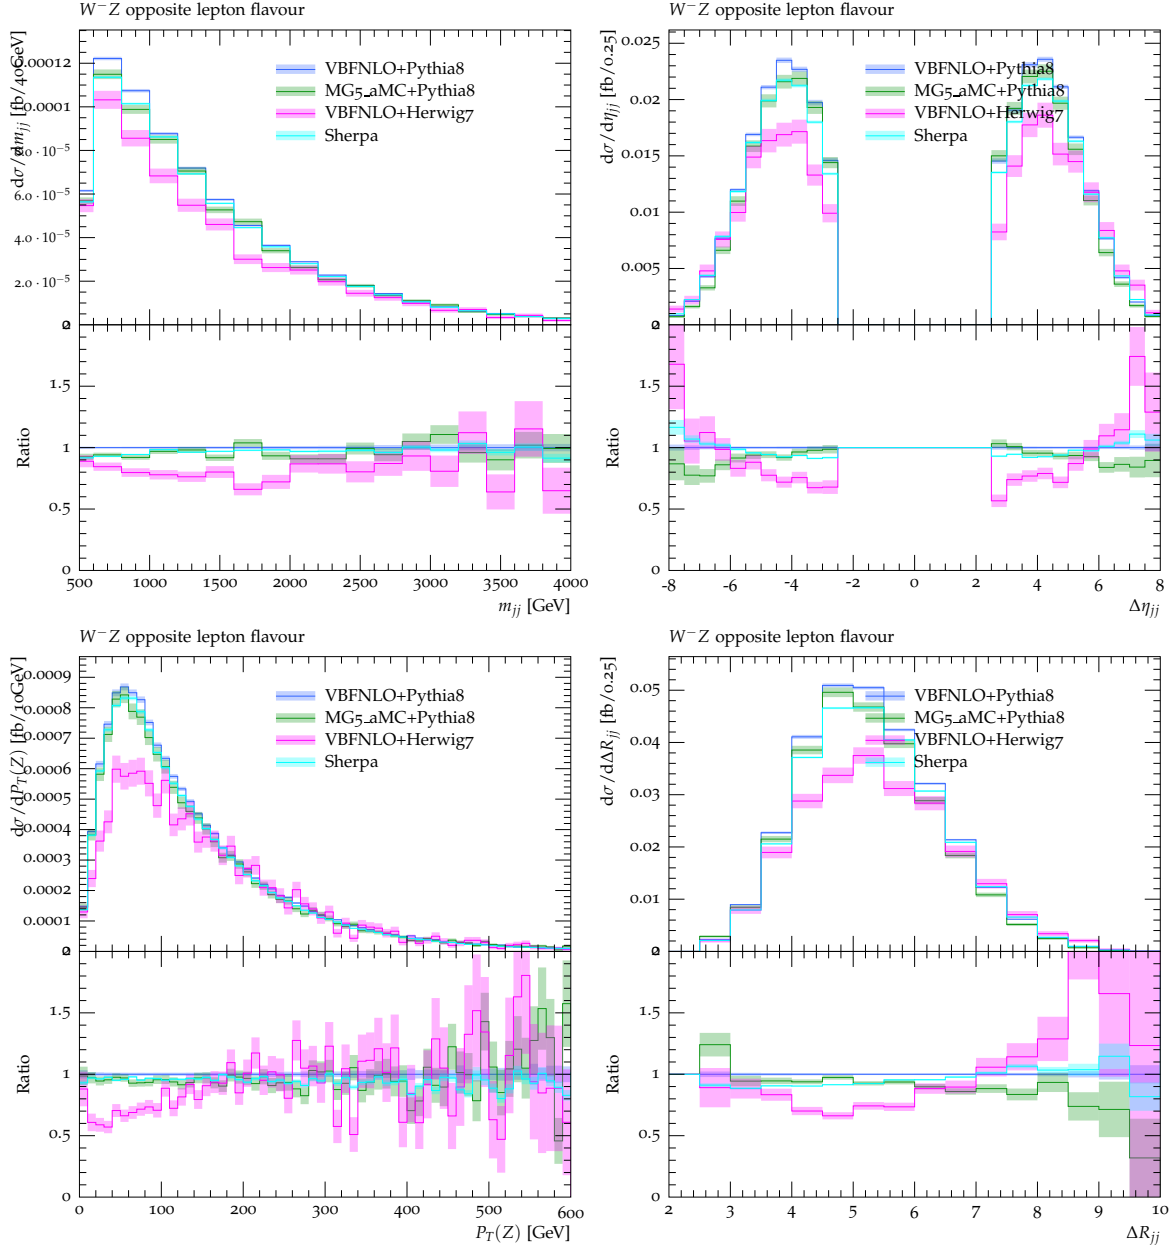 W⁻Z opposite lepton flavour
dσ/dm_jj [fb/40GeV]
0.00012
0.0001
8.0 · 10⁻⁵
6.0 · 10⁻⁵
4.0 · 10⁻⁵
2.0 · 10⁻⁵
0
VBFNLO+Pythia8
MG5_aMC+Pythia8
VBFNLO+Herwig7
Sherpa
Ratio
2
1.5
1
0.5
0
500 1000 1500 2000 2500 3000 3500 4000
m_jj [GeV]
W⁻Z opposite lepton flavour
dσ/dη_jj [fb/0.25]
0.025
0.02
0.015
0.01
0.005
0
VBFNLO+Pythia8
MG5_aMC+Pythia8
VBFNLO+Herwig7
Sherpa
Ratio
2
1.5
1
0.5
0
-8 -6 -4 -2 0 2 4 6 8
Δη_jj
W⁻Z opposite lepton flavour
dσ/dP_T(Z) [fb/10GeV]
0.0009
0.0008
0.0007
0.0006
0.0005
0.0004
0.0003
0.0002
0.0001
0
VBFNLO+Pythia8
MG5_aMC+Pythia8
VBFNLO+Herwig7
Sherpa
Ratio
2
1.5
1
0.5
0
0 100 200 300 400 500 600
P_T(Z) [GeV]
W⁻Z opposite lepton flavour
dσ/dΔR_jj [fb/0.25]
0.05
0.04
0.03
0.02
0.01
0
VBFNLO+Pythia8
MG5_aMC+Pythia8
VBFNLO+Herwig7
Sherpa
Ratio
2
1.5
1
0.5
0
2 3 4 5 6 7 8 9 10
ΔR_jj